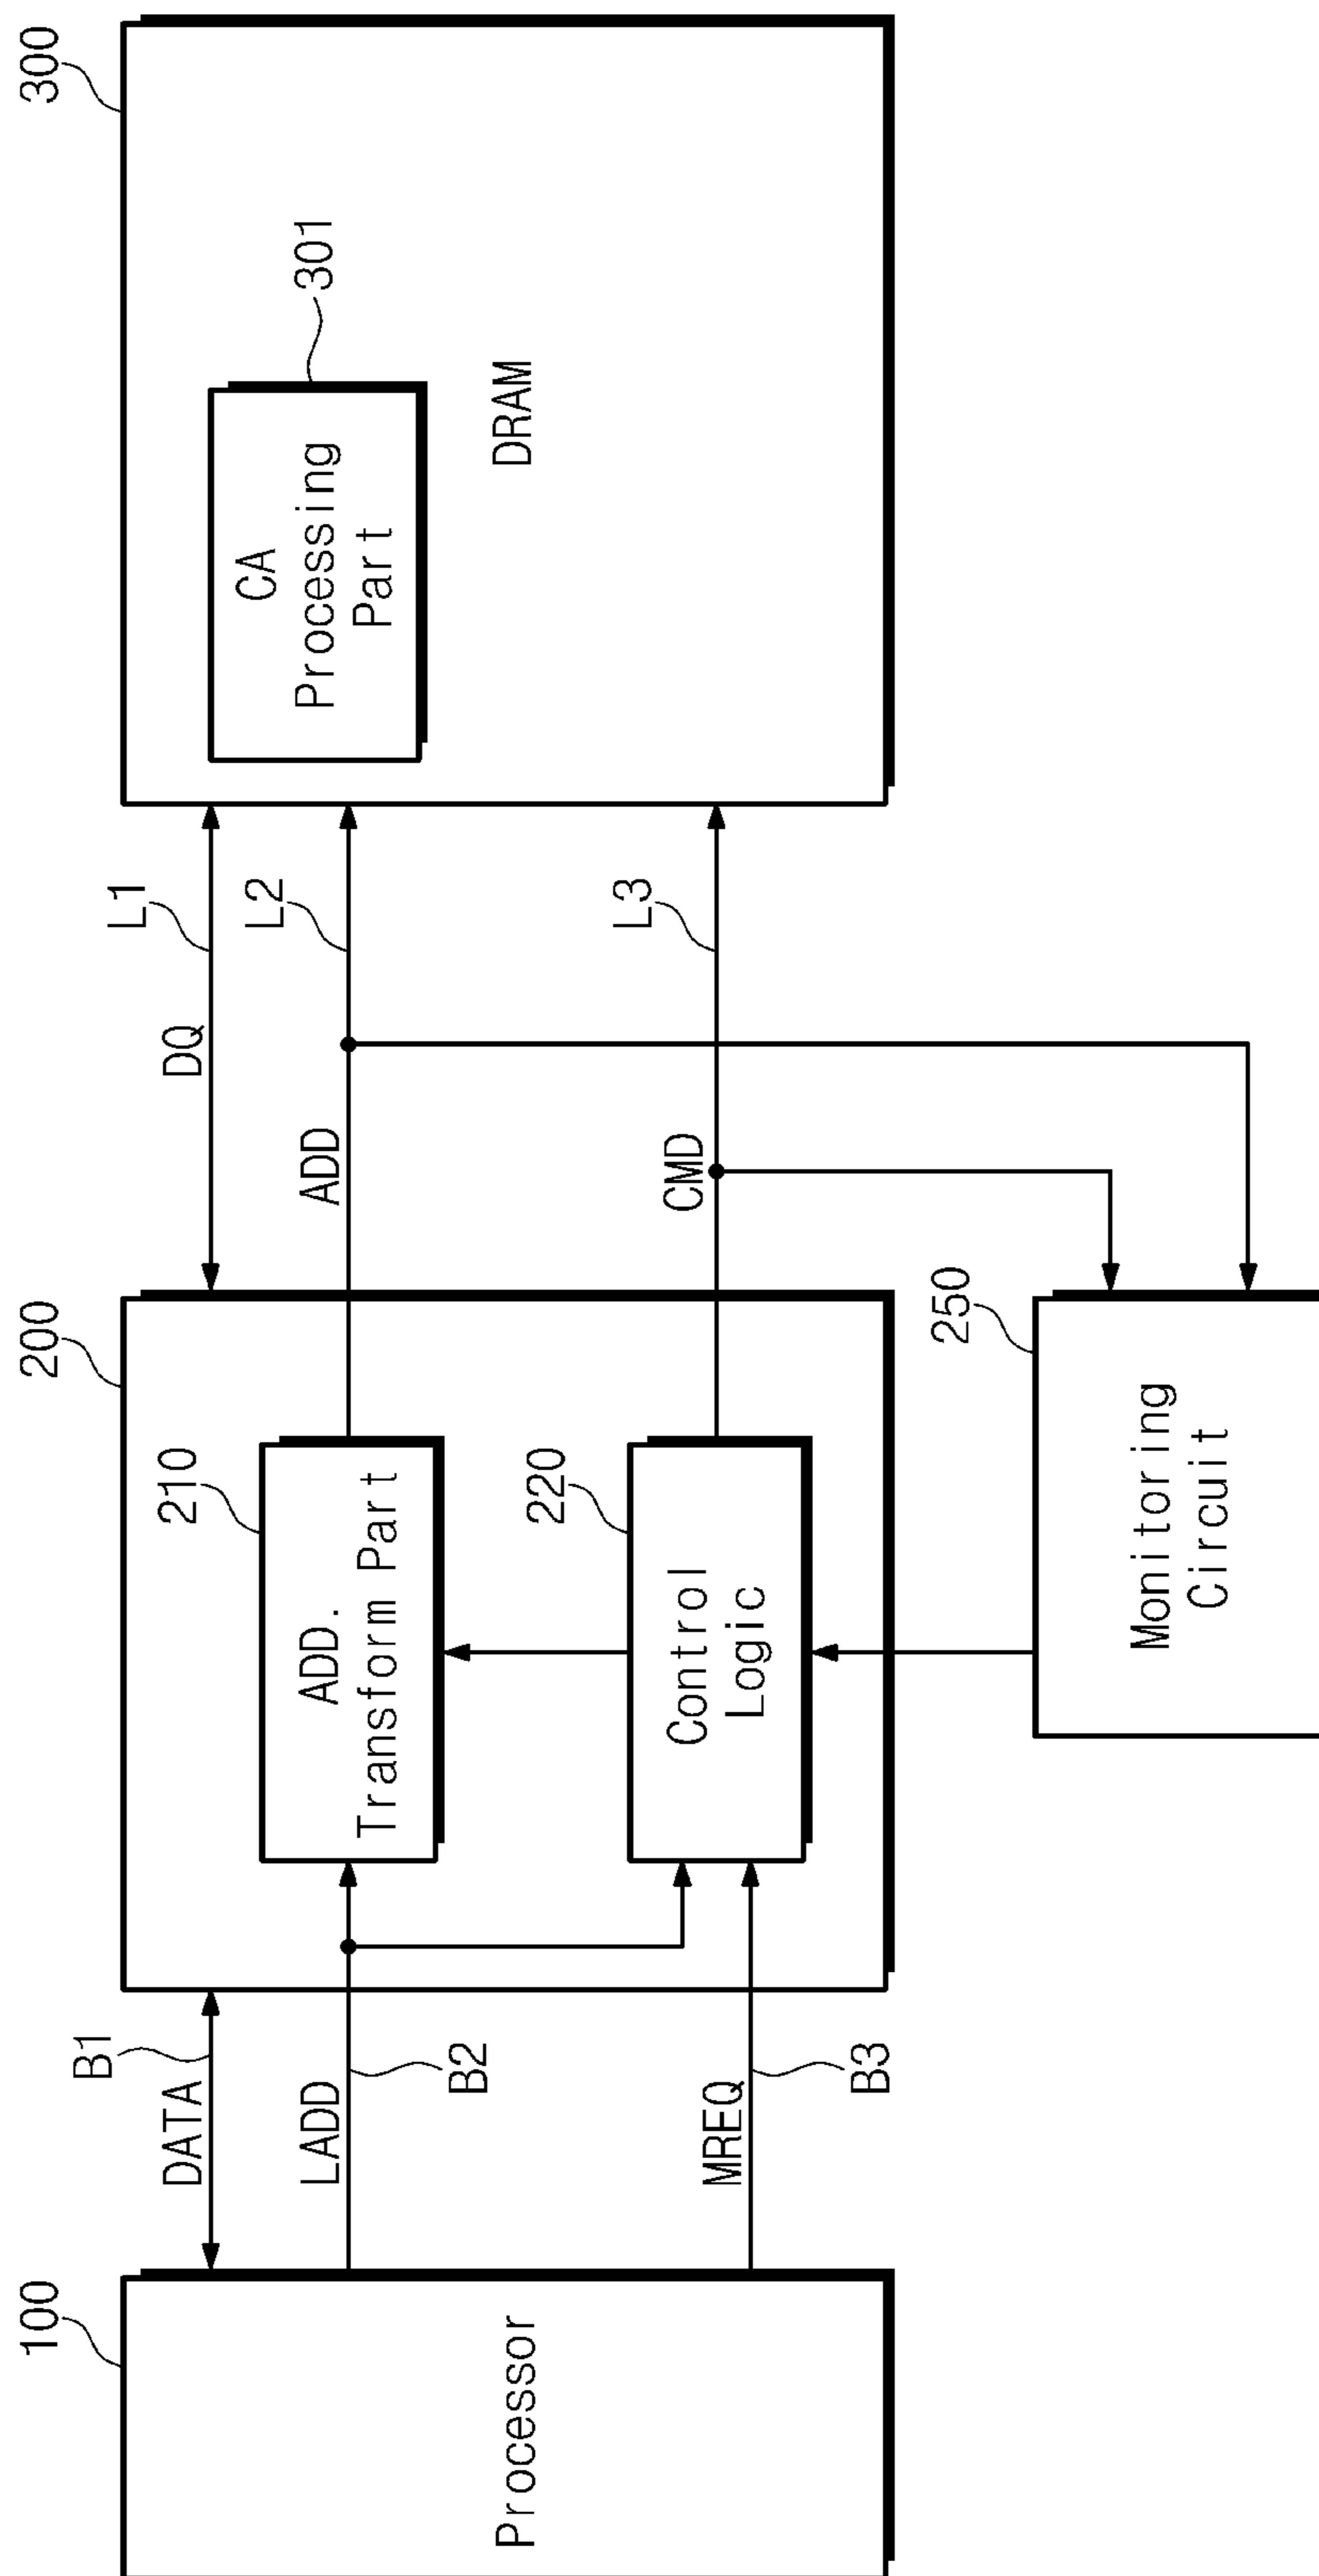 100
Processor
B1
DATA
LADD
B2
MREQ
B3
200
210
ADD.
Transform Part
220
Control
Logic
250
Monitoring
Circuit
L1
DQ
L2
ADD
L3
CMD
300
301
CA
Processing
Part
DRAM